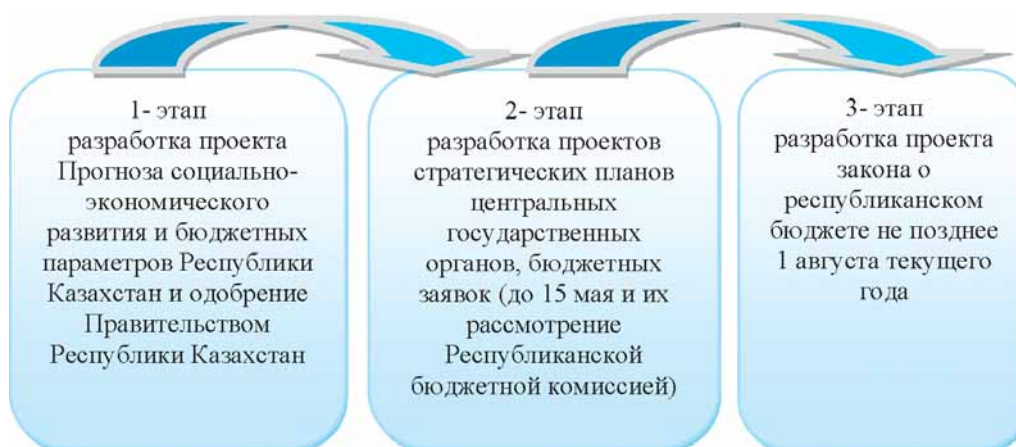 1- этап
разработка проекта
Прогноза социально-
экономического
развития и бюджетных
параметров Республики
Казахстан и одобрение
Правительством
Республики Казахстан
2- этап
разработка проектов
стратегических планов
центральных
государственных
органов, бюджетных
заявок (до 15 мая и их
рассмотрение
Республиканской
бюджетной комиссией)
3- этап
разработка проекта
закона о
республиканском
бюджете не позднее
1 августа текущего
года